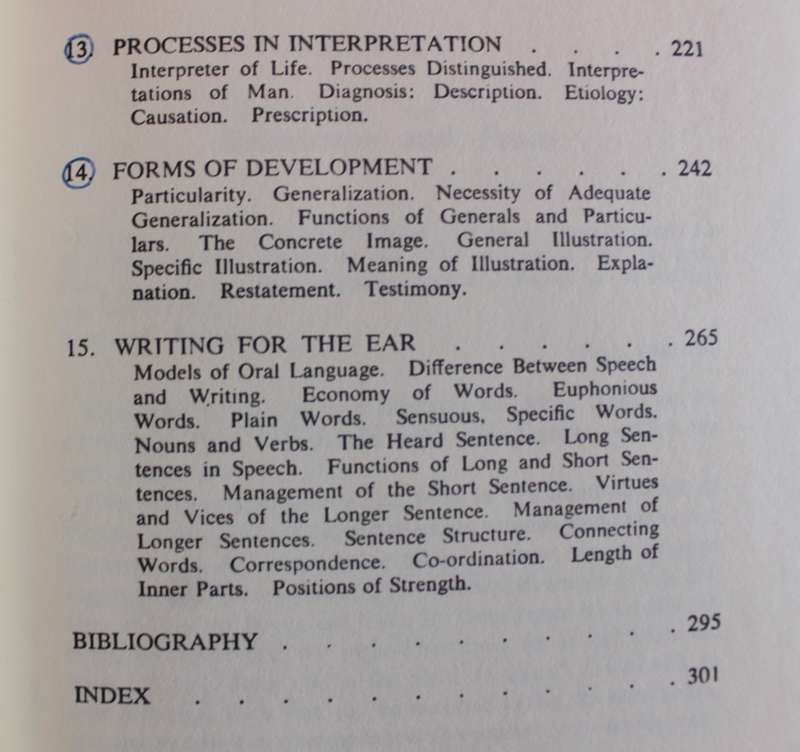 13. PROCESSES IN INTERPRETATION . . . . 221
Interpreter of Life. Processes Distinguished. Interpre-
tations of Man. Diagnosis: Description. Etiology:
Causation. Prescription.
14. FORMS OF DEVELOPMENT . . . . . . 242
Particularity. Generalization. Necessity of Adequate
Generalization. Functions of Generals and Particu-
lars. The Concrete Image. General Illustration.
Specific Illustration. Meaning of Illustration. Expla-
nation. Restatement. Testimony.
15. WRITING FOR THE EAR . . . . . . 265
Models of Oral Language. Difference Between Speech
and Writing. Economy of Words. Euphonious
Words. Plain Words. Sensuous, Specific Words.
Nouns and Verbs. The Heard Sentence. Long Sen-
tences in Speech. Functions of Long and Short Sen-
tences. Management of the Short Sentence. Virtues
and Vices of the Longer Sentence. Management of
Longer Sentences. Sentence Structure. Connecting
Words. Correspondence. Co-ordination. Length of
Inner Parts. Positions of Strength.
BIBLIOGRAPHY . . . . . . . . . . 295
INDEX . . . . . . . . . . . . 301